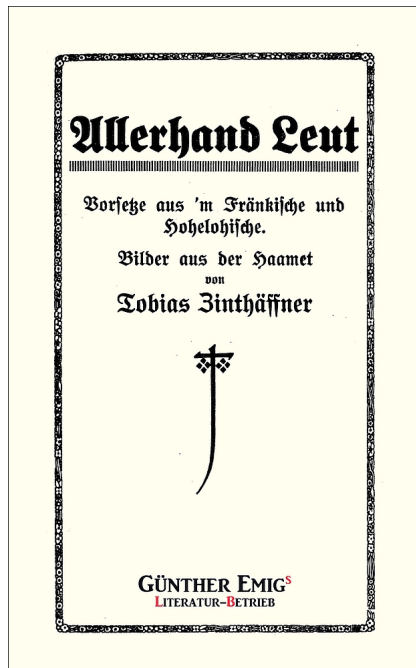 Allerhand Leut
Vorsetze aus 'm Fränkische und
Hohelohische.
Bilder aus der Haamet
von
Tobias Zinthäffner
GÜNTHER EMIGS
LITERATUR-BETRIEB